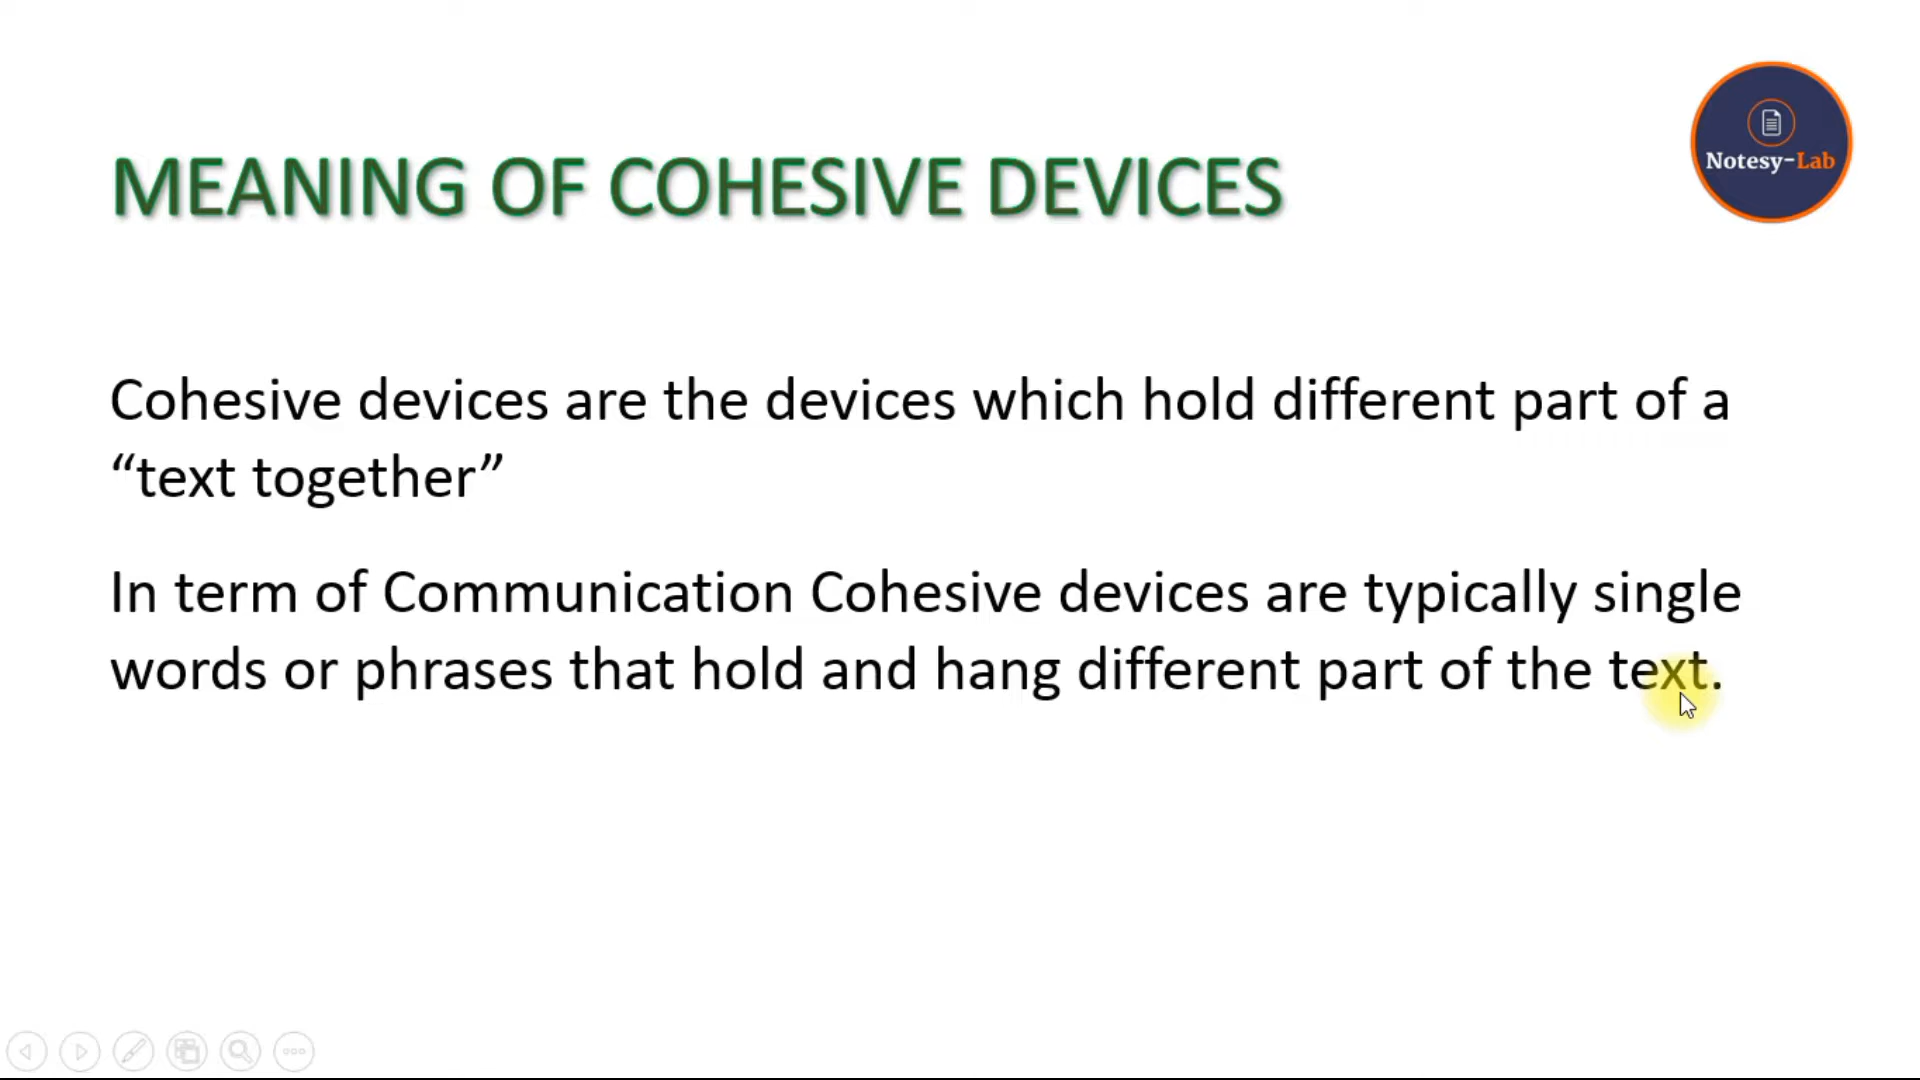 Notesy-Lab
MEANING OF COHESIVE DEVICES
Cohesive devices are the devices which hold different part of a
“text together”
In term of Communication Cohesive devices are typically single
words or phrases that hold and hang different part of the text.